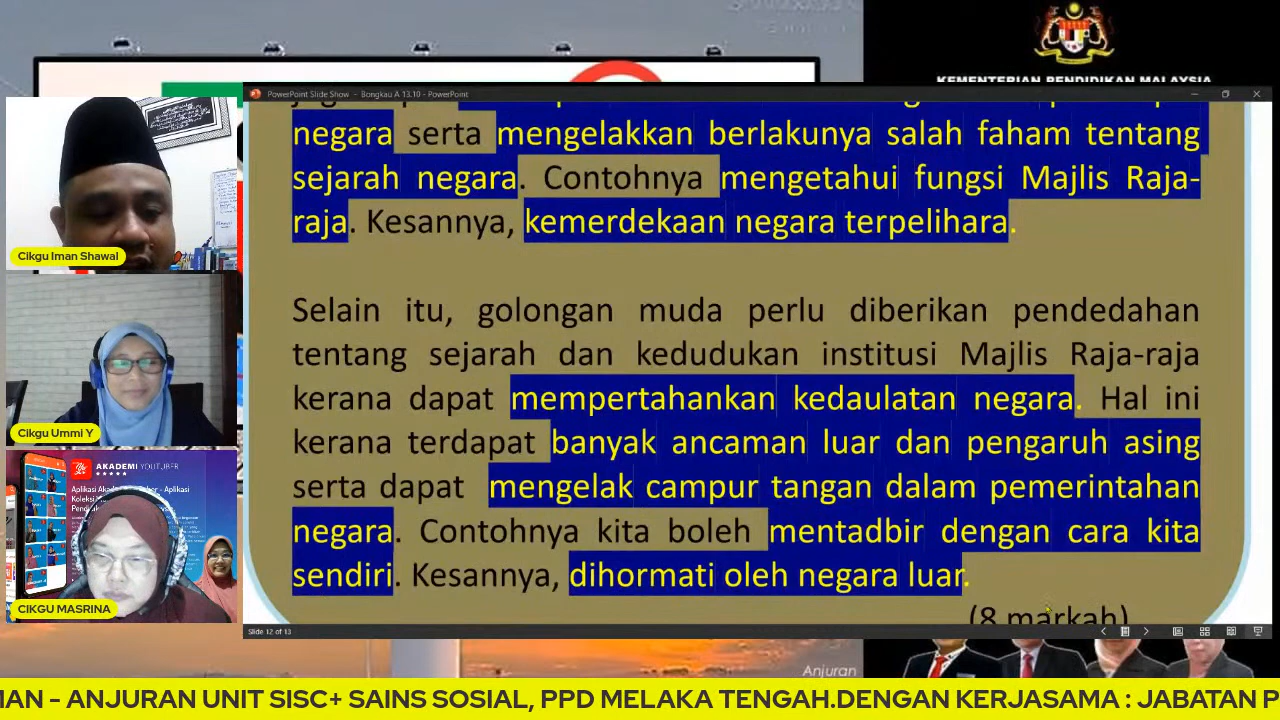 KEMENTERIAN PENDIDIKAN MALAYSIA
PowerPoint Slide Show - Bongkau A 13.10 - PowerPoint
negara serta mengelakkan berlakunya salah faham tentang
sejarah negara. Contohnya mengetahui fungsi Majlis Raja-
raja. Kesannya, kemerdekaan negara terpelihara.
Selain itu, golongan muda perlu diberikan pendedahan
tentang sejarah dan kedudukan institusi Majlis Raja-raja
kerana dapat mempertahankan kedaulatan negara. Hal ini
kerana terdapat banyak ancaman luar dan pengaruh asing
serta dapat mengelak campur tangan dalam pemerintahan
negara. Contohnya kita boleh mentadbir dengan cara kita
sendiri. Kesannya, dihormati oleh negara luar.
(8 markah)
Slide 12 of 13
Cikgu Iman Shawal
Cikgu Ummi Y
AKADEMI YOUTUBER
CIKGU MASRINA
Anjuran
MAN - ANJURAN UNIT SISC+ SAINS SOSIAL, PPD MELAKA TENGAH.DENGAN KERJASAMA : JABATAN P